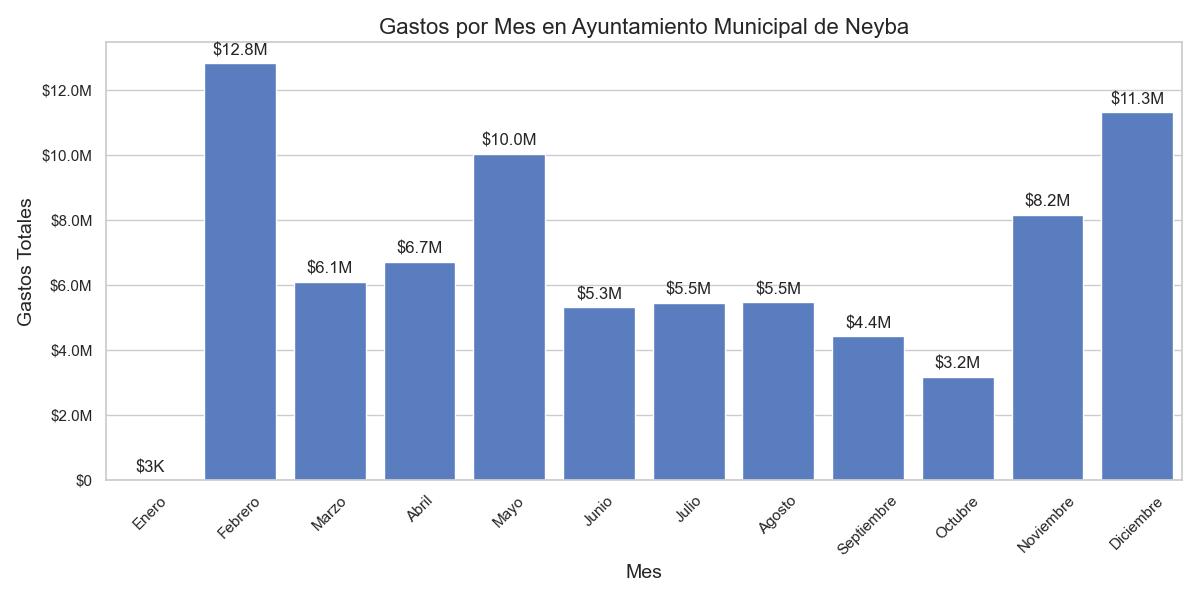 Gastos por Mes en Ayuntamiento Municipal de Neyba
Gastos Totales
$12.0M
$10.0M
$8.0M
$6.0M
$4.0M
$2.0M
$0
$3K
$12.8M
$6.1M
$6.7M
$10.0M
$5.3M
$5.5M
$5.5M
$4.4M
$3.2M
$8.2M
$11.3M
Enero
Febrero
Marzo
Abril
Mayo
Junio
Julio
Agosto
Septiembre
Octubre
Noviembre
Diciembre
Mes